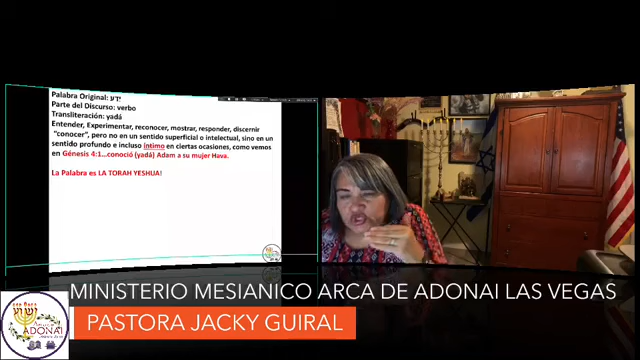 Palabra Original: יָדַע
Parte del Discurso: verbo
Transliteración: yadá
Entender, Experimentar, reconocer, mostrar, responder, discernir
"conocer", pero no en un sentido superficial o intelectual, sino en un
sentido profundo e incluso íntimo en ciertas ocasiones, como vemos
en Génesis 4:1...conoció (yadá) Adam a su mujer Hava.
La Palabra es LA TORAH YESHUA!
MINISTERIO MESIANICO ARCA DE ADONAI LAS VEGAS
PASTORA JACKY GUIRAL
ישוע
ADONAI